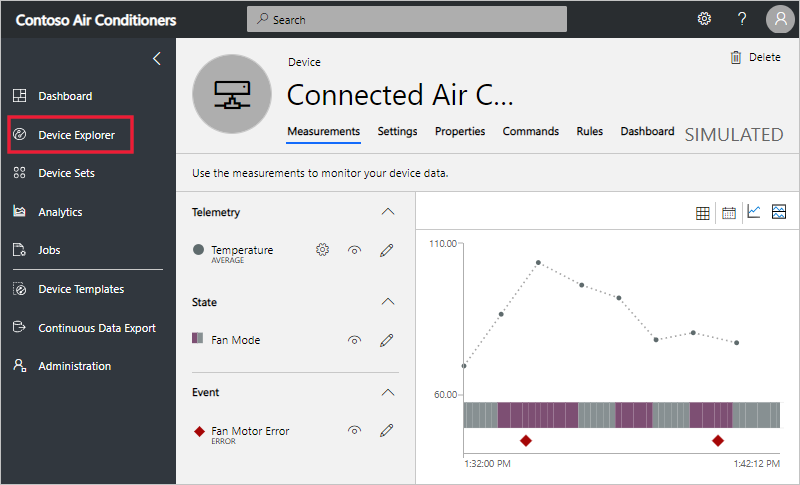 Contoso Air Conditioners
Search
?
Dashboard
Device Explorer
Device Sets
Analytics
Jobs
Device Templates
Continuous Data Export
Administration
Device
Delete
Connected Air C...
Measurements Settings Properties Commands Rules Dashboard SIMULATED
Use the measurements to monitor your device data.
Telemetry
Temperature
AVERAGE
State
Fan Mode
Event
Fan Motor Error
ERROR
110.00
60.00
1:32:00 PM 1:42:12 PM